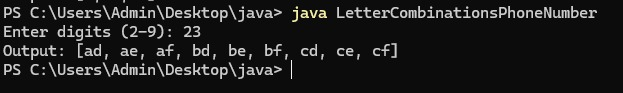 PS C:\Users\Admin\Desktop\java> java LetterCombinationsPhoneNumber
Enter digits (2-9): 23
Output: [ad, ae, af, bd, be, bf, cd, ce, cf]
PS C:\Users\Admin\Desktop\java>